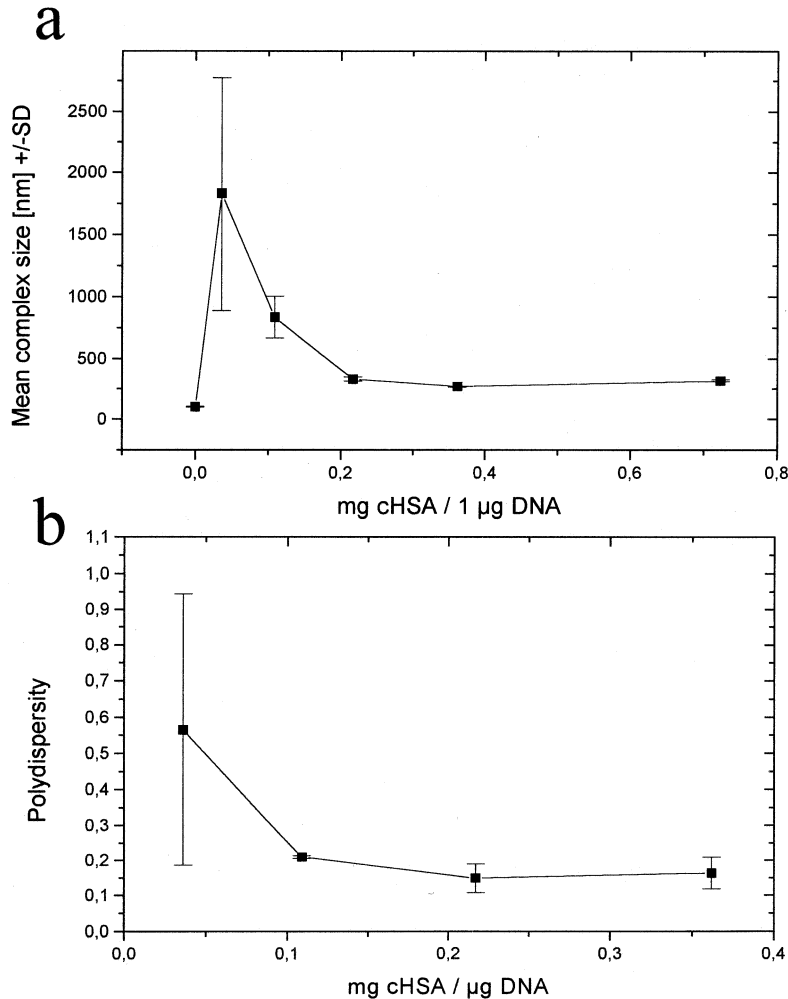 a
Mean complex size [nm] +/-SD
2500
2000
1500
1000
500
0
0,0 0,2 0,4 0,6 0,8
mg cHSA / 1 µg DNA
b
Polydispersity
1,1
1,0
0,9
0,8
0,7
0,6
0,5
0,4
0,3
0,2
0,1
0,0
0,0 0,1 0,2 0,3 0,4
mg cHSA / µg DNA